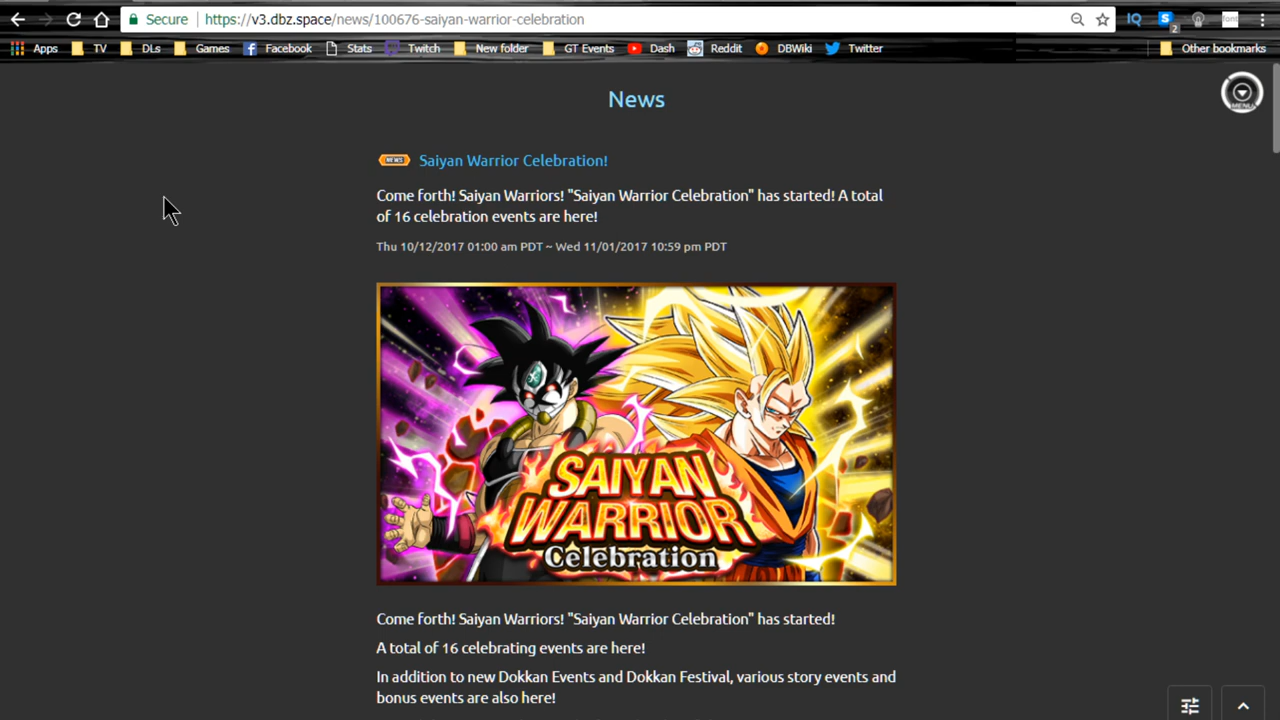 Secure
https://v3.dbz.space/news/100676-saiyan-warrior-celebration
IQ
S
2
font
Apps
TV
DLs
Games
Facebook
Stats
Twitch
New folder
GT Events
Dash
Reddit
DBWiki
Twitter
Other bookmarks
News
MENU
NEWS
Saiyan Warrior Celebration!
Come forth! Saiyan Warriors! "Saiyan Warrior Celebration" has started! A total
of 16 celebration events are here!
Thu 10/12/2017 01:00 am PDT ~ Wed 11/01/2017 10:59 pm PDT
SAIYAN
WARRIOR
Celebration
Come forth! Saiyan Warriors! "Saiyan Warrior Celebration" has started!
A total of 16 celebrating events are here!
In addition to new Dokkan Events and Dokkan Festival, various story events and
bonus events are also here!